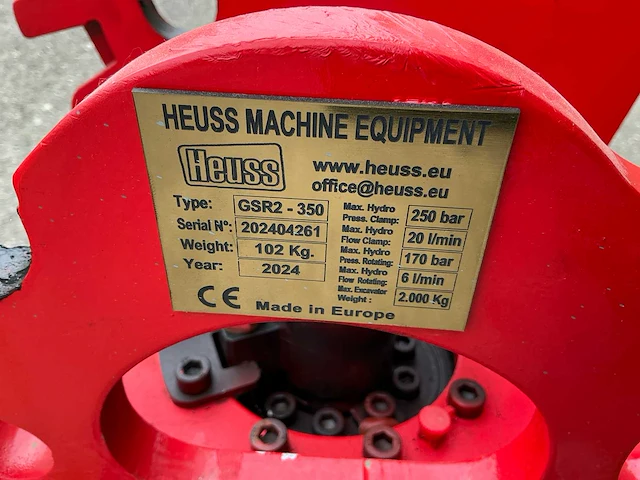 HEUSS MACHINE EQUIPMENT
Heuss
www.heuss.eu
office@heuss.eu
Type: GSR2 - 350
Serial Nº: 202404261
Weight: 102 Kg.
Year: 2024
Max. Hydro
Press. Clamp: 250 bar
Max. Hydro
Flow Clamp: 20 l/min
Max. Hydro
Press. Rotating: 170 bar
Max. Hydro
Flow Rotating: 6 l/min
Max. Excavator
Weight : 2.000 Kg
CE Made in Europe